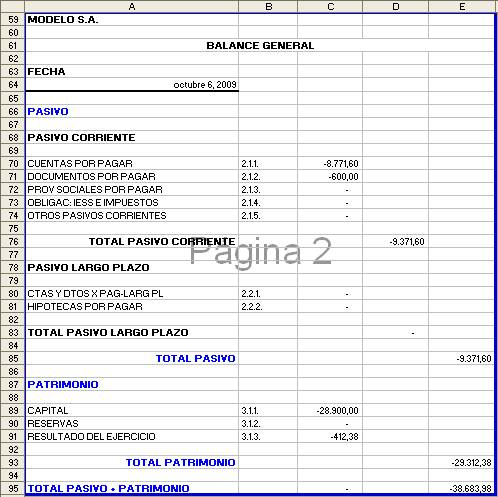 A B C D E
59 MODELO S.A.
60
61 BALANCE GENERAL
62
63 FECHA
64 octubre 6, 2009
65
66 PASIVO
67
68 PASIVO CORRIENTE
69
70 CUENTAS POR PAGAR 2.1.1. -8.771,60
71 DOCUMENTOS POR PAGAR 2.1.2. -600,00
72 PROV SOCIALES POR PAGAR 2.1.3. -
73 OBLIGAC: IESS E IMPUESTOS 2.1.4. -
74 OTROS PASIVOS CORRIENTES 2.1.5. -
75
76 TOTAL PASIVO CORRIENTE -9.371,60
Pagina 2
77
78 PASIVO LARGO PLAZO
79
80 CTAS Y DTOS X PAG-LARG PL 2.2.1. -
81 HIPOTECAS POR PAGAR 2.2.2. -
82
83 TOTAL PASIVO LARGO PLAZO -
84
85 TOTAL PASIVO -9.371,60
86
87 PATRIMONIO
88
89 CAPITAL 3.1.1. -28.900,00
90 RESERVAS 3.1.2. -
91 RESULTADO DEL EJERCICIO 3.1.3. -412,38
92
93 TOTAL PATRIMONIO -29.312,38
94
95 TOTAL PASIVO + PATRIMONIO - -38.683,98